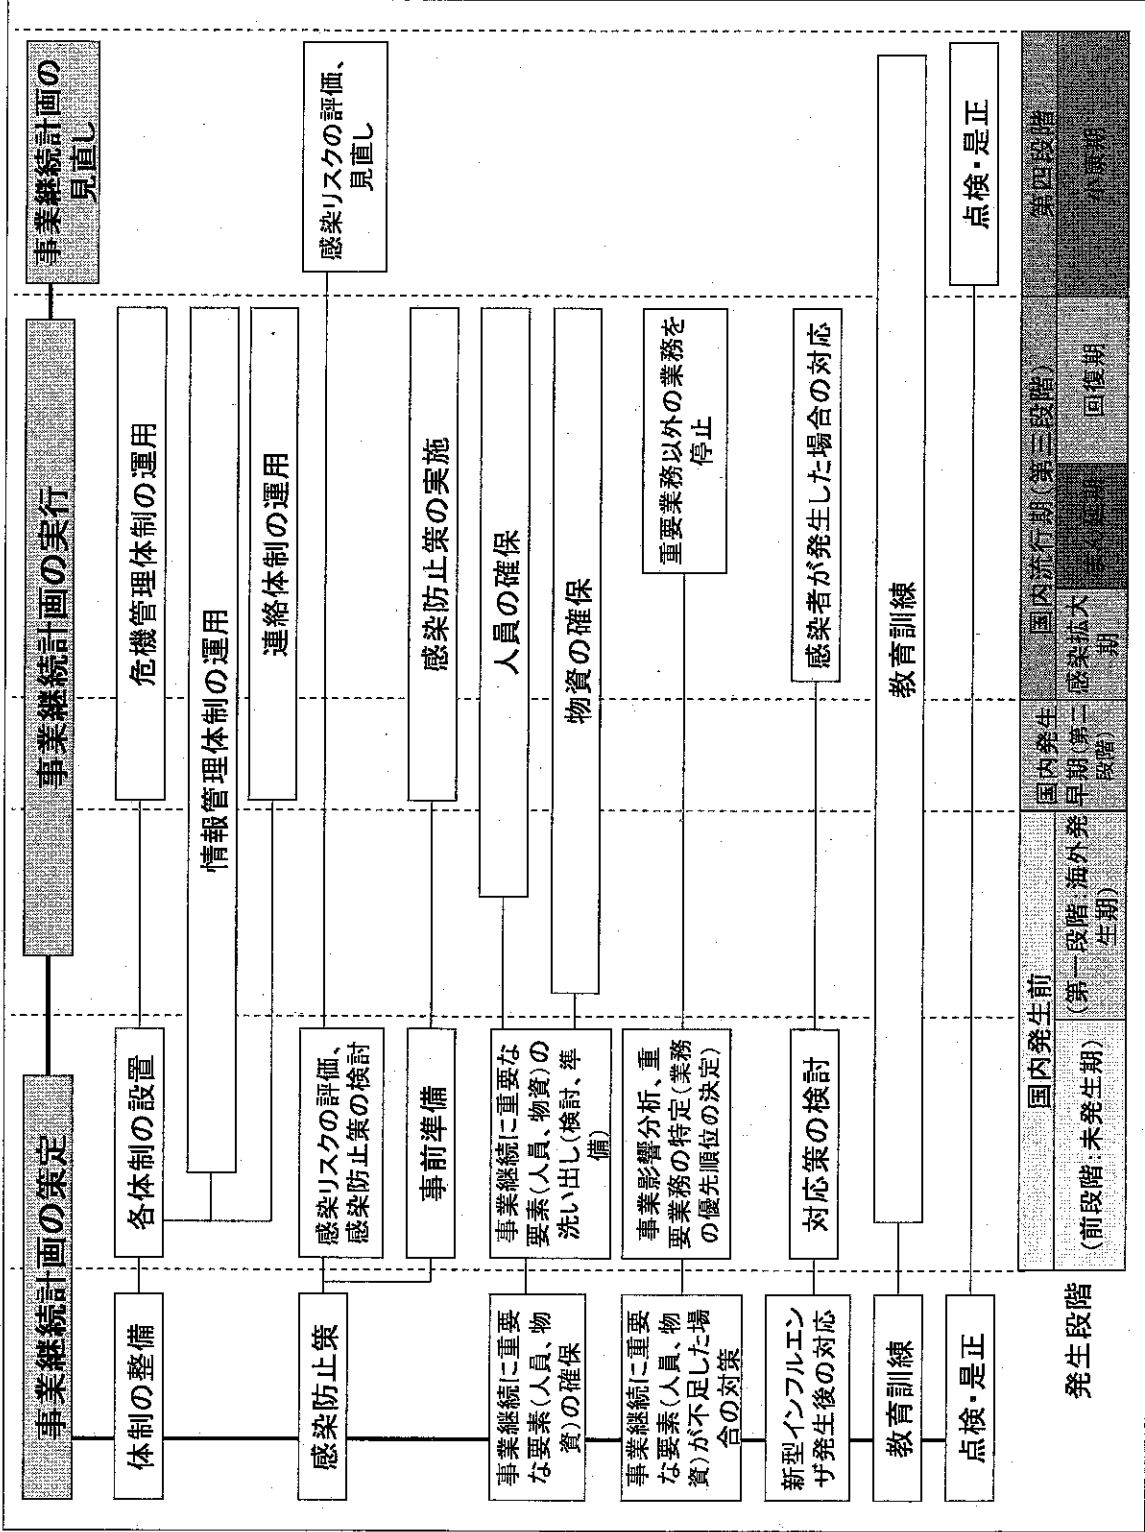 事業継続計画の策定
事業継続計画の実行
事業継続計画の
見直し
体制の整備
各体制の設置
危機管理体制の運用
情報管理体制の運用
連絡体制の運用
感染防止策
感染リスクの評価、
感染防止策の検討
感染リスクの評価、
見直し
事前準備
感染防止策の実施
事業継続に重要
な要素(人員、物
資)の確保
事業継続に重要な
要素(人員、物資)の
洗い出し(検討、準
備)
人員の確保
物資の確保
事業継続に重要
な要素(人員、物
資)が不足した場
合の対策
事業影響分析、重
要業務の特定(業務
の優先順位の決定)
重要業務以外の業務を
停止
新型インフルエン
ザ発生後の対応
対応策の検討
感染者が発生した場合の対応
教育訓練
教育訓練
点検・是正
点検・是正
発生段階
国内発生前
(前段階:未発生期)
(第一段階:海外発
生期)
国内発生
早期(第二
段階)
国内流行期(第三段階)
感染拡大
期
まん延期
回復期
第四段階
小康期